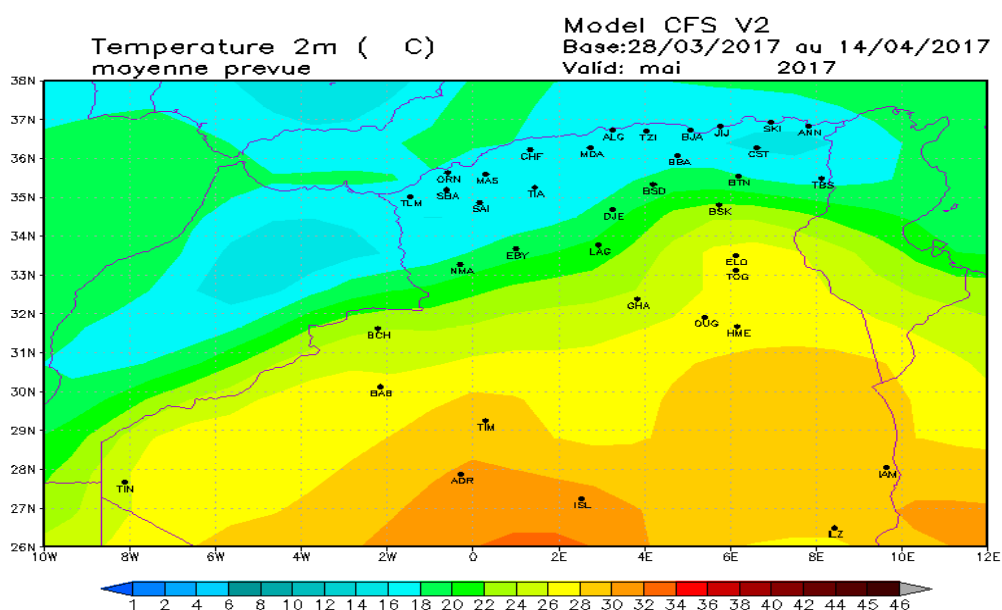 Model CFS V2
Temperature 2m ( C)
Base:28/03/2017 au 14/04/2017
moyenne prevue
Valid: mai 2017
38N
37N
36N
35N
34N
33N
32N
31N
30N
29N
28N
27N
26N
ALG TZI BJA JIJ SKI ANN
CHF MDA BBA CST
ORN MAS SBA TIA BSD BTN TBS
TLM SAI DJE BSK
NMA EBY LAG ELO
TOG
GHA OUG HME
BCH
BAB
TIM
TIN ADR ISL IAM
ILZ
10W 8W 6W 4W 2W 0 2E 4E 6E 8E 10E 12E
1 2 4 6 8 10 12 14 16 18 20 22 24 26 28 30 32 34 36 38 40 42 44 45 46